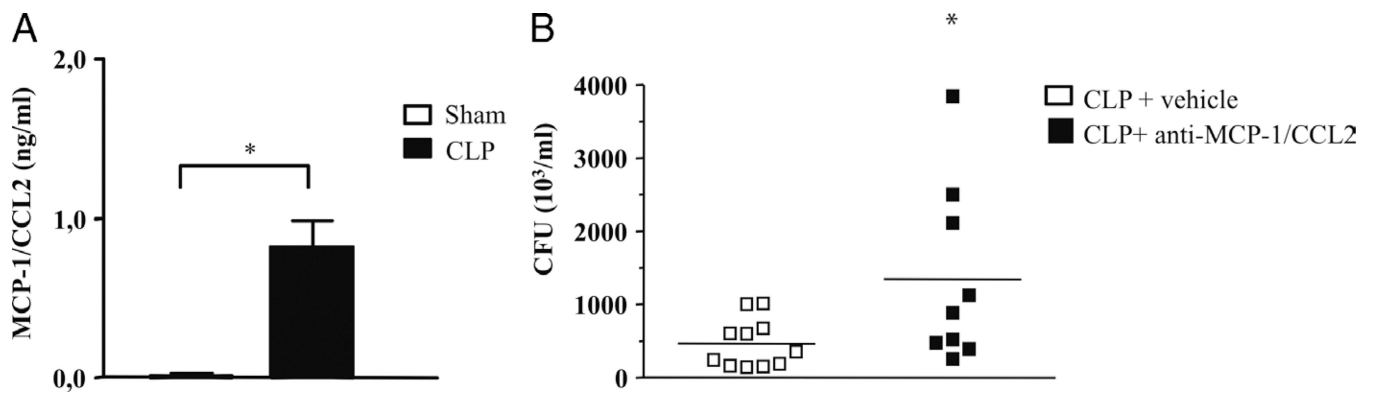 A
MCP-1/CCL2 (ng/ml)
2,0
1,0
0,0
*
Sham
CLP
B
CFU (10³/ml)
4000
3000
2000
1000
0
*
CLP + vehicle
CLP+ anti-MCP-1/CCL2